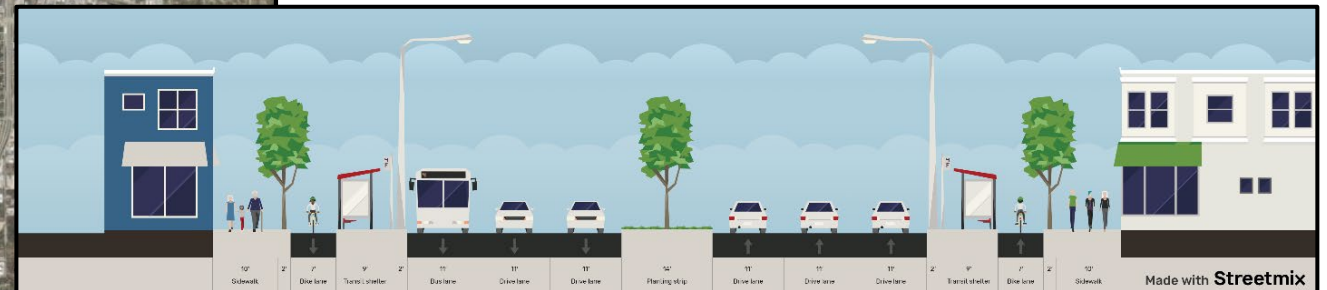 10' 2' 7' 9' 2' 11' 11' 11' 14' 11' 11' 11' 2' 9' 7' 2' 10'
Sidewalk Bike lane Transit shelter Bus lane Drive lane Drive lane Planting strip Drive lane Drive lane Drive lane Transit shelter Bike lane Sidewalk
Made with Streetmix